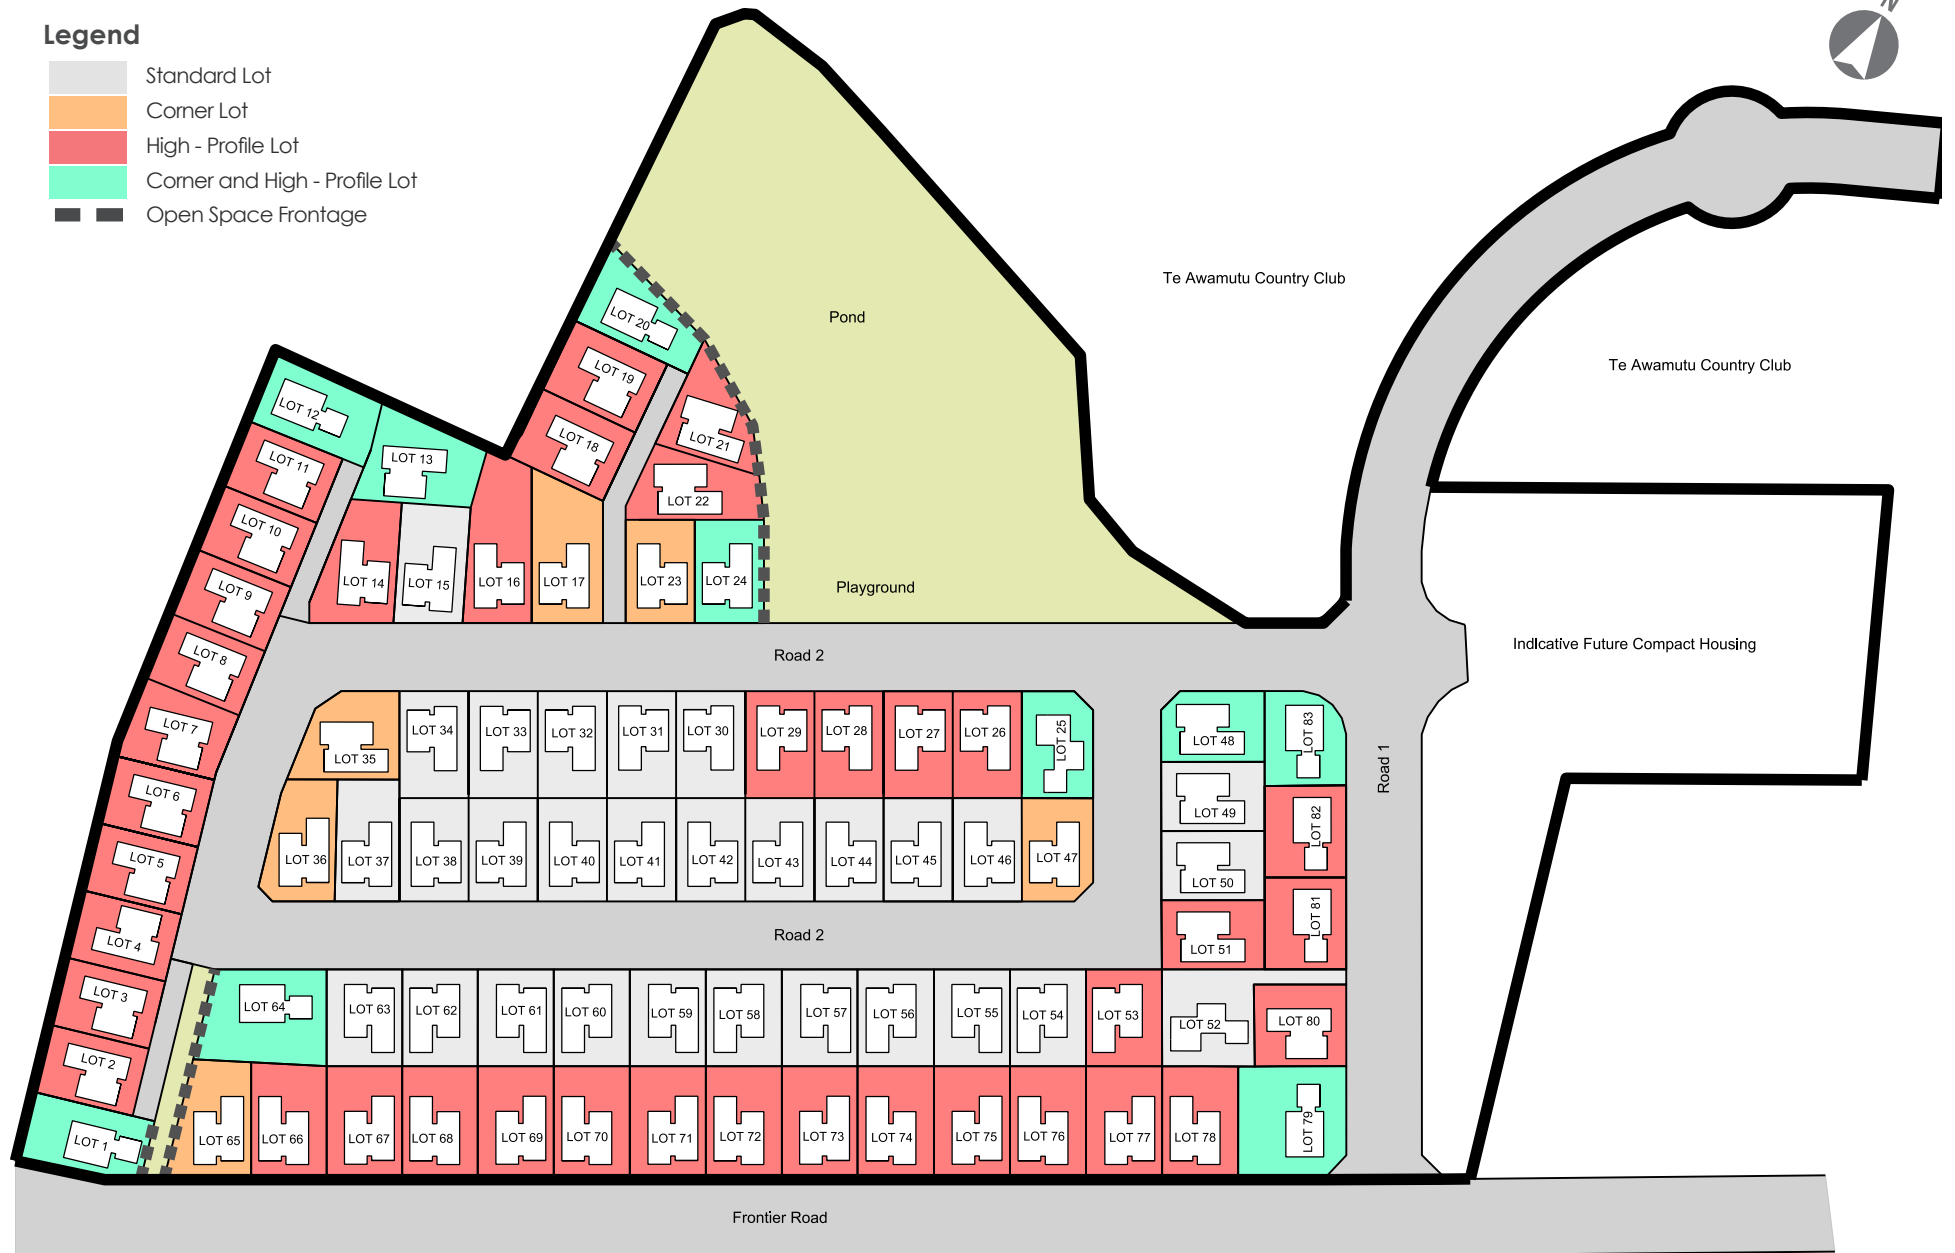 Legend
Standard Lot
Corner Lot
High - Profile Lot
Corner and High - Profile Lot
Open Space Frontage
N
Te Awamutu Country Club
Te Awamutu Country Club
Pond
Playground
Indicative Future Compact Housing
LOT 20
LOT 19
LOT 18
LOT 21
LOT 22
LOT 12
LOT 13
LOT 11
LOT 10
LOT 9
LOT 8
LOT 7
LOT 6
LOT 5
LOT 4
LOT 3
LOT 2
LOT 1
LOT 14
LOT 15
LOT 16
LOT 17
LOT 23
LOT 24
Road 2
LOT 35
LOT 34
LOT 33
LOT 32
LOT 31
LOT 30
LOT 29
LOT 28
LOT 27
LOT 26
LOT 25
LOT 36
LOT 37
LOT 38
LOT 39
LOT 40
LOT 41
LOT 42
LOT 43
LOT 44
LOT 45
LOT 46
LOT 47
LOT 48
LOT 83
LOT 49
LOT 82
LOT 50
LOT 81
LOT 51
Road 1
Road 2
LOT 64
LOT 63
LOT 62
LOT 61
LOT 60
LOT 59
LOT 58
LOT 57
LOT 56
LOT 55
LOT 54
LOT 53
LOT 52
LOT 80
LOT 65
LOT 66
LOT 67
LOT 68
LOT 69
LOT 70
LOT 71
LOT 72
LOT 73
LOT 74
LOT 75
LOT 76
LOT 77
LOT 78
LOT 79
Frontier Road